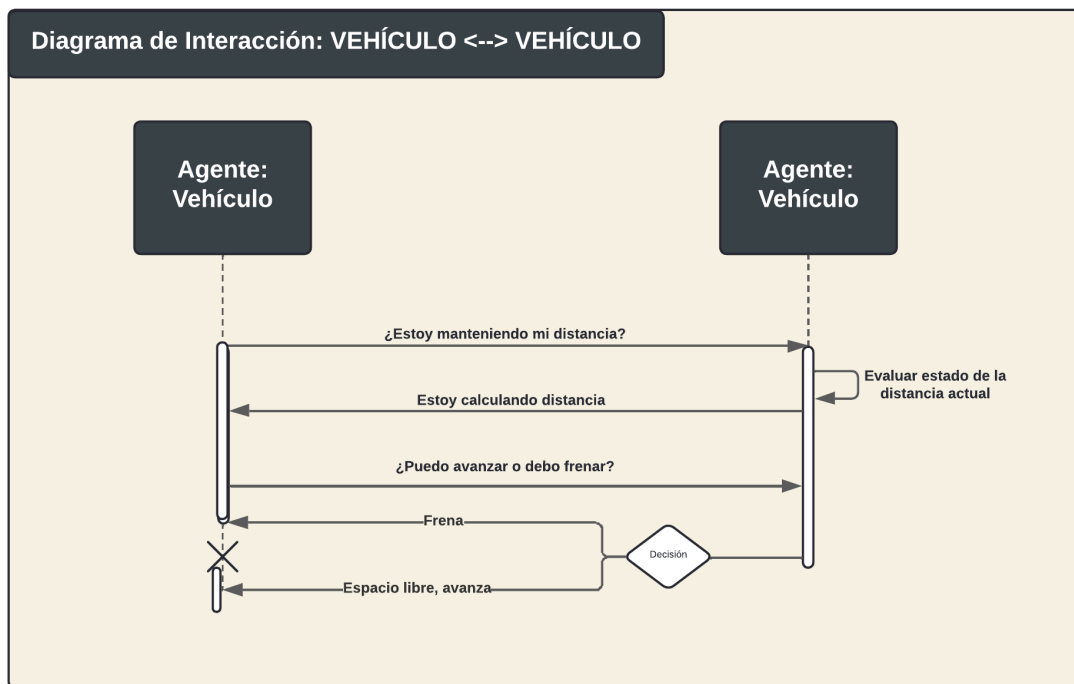 Diagrama de Interacción: VEHÍCULO <--> VEHÍCULO
Agente:
Vehículo
Agente:
Vehículo
¿Estoy manteniendo mi distancia?
Evaluar estado de la
distancia actual
Estoy calculando distancia
¿Puedo avanzar o debo frenar?
Frena
Decisión
Espacio libre, avanza